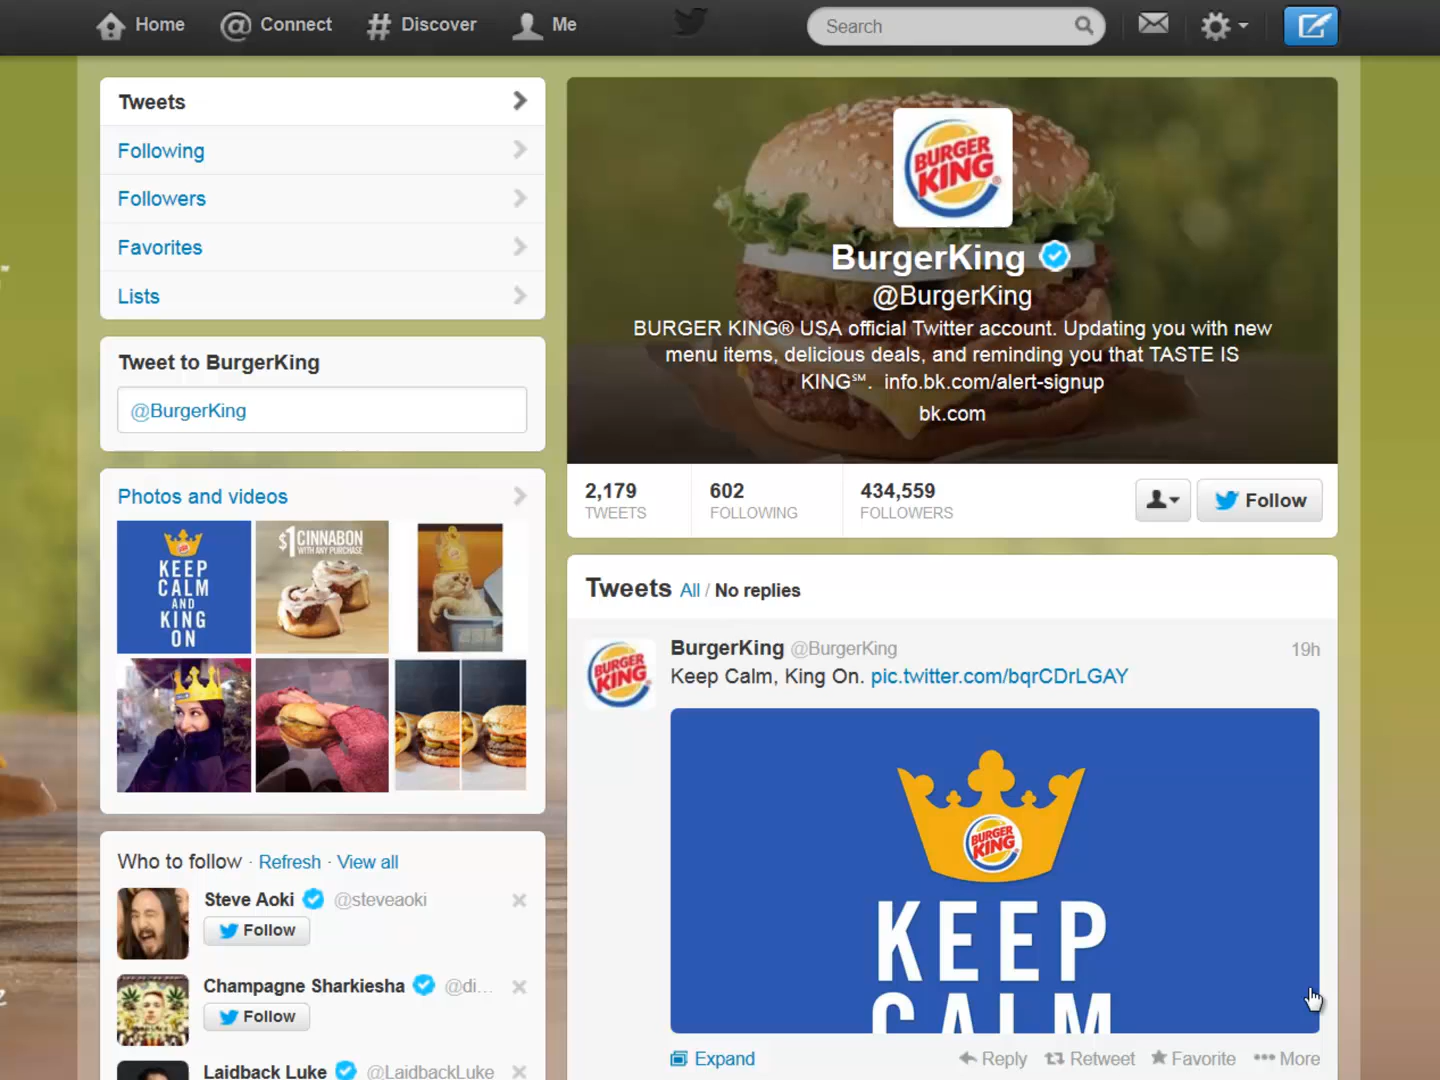 Home
Connect
Discover
Me
Search
Tweets
Following
Followers
Favorites
Lists
Tweet to BurgerKing
@BurgerKing
Photos and videos
KEEP
CALM
AND
KING
ON
$1 CINNABON
WITH ANY PURCHASE
Who to follow · Refresh · View all
Steve Aoki @steveaoki
Follow
Champagne Sharkiesha @di...
Follow
Laidback Luke @LaidbackLuke
BURGER
KING®
BurgerKing
@BurgerKing
BURGER KING® USA official Twitter account. Updating you with new
menu items, delicious deals, and reminding you that TASTE IS
KING℠. info.bk.com/alert-signup
bk.com
2,179
TWEETS
602
FOLLOWING
434,559
FOLLOWERS
Follow
Tweets All / No replies
BURGER
KING
BurgerKing @BurgerKing 19h
Keep Calm, King On. pic.twitter.com/bqrCDrLGAY
BURGER
KING
KEEP
CALM
Expand
Reply
Retweet
Favorite
More